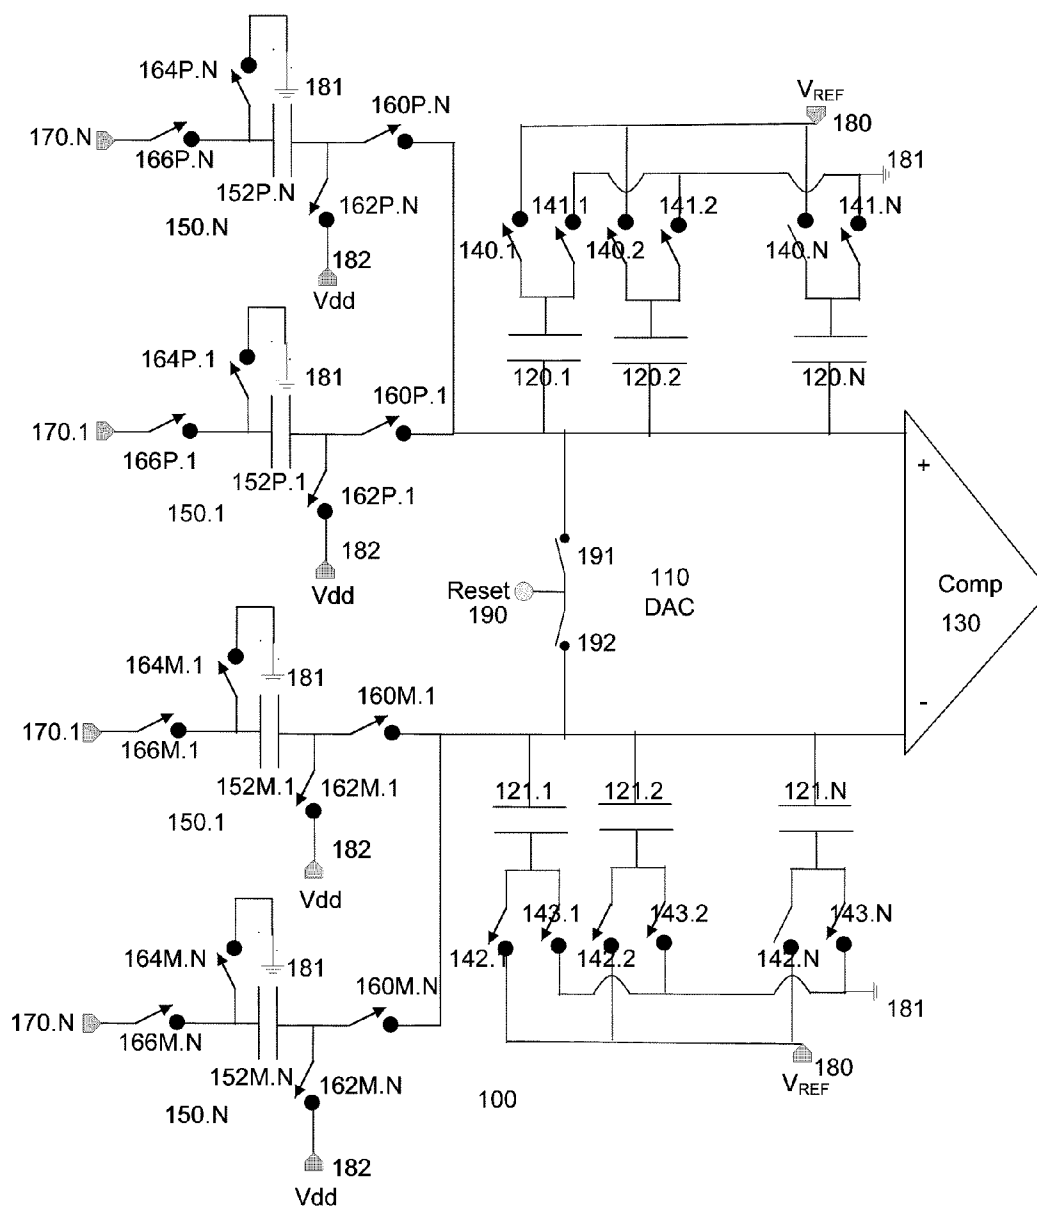 164P.N
181
160P.N
170.N
166P.N
152P.N
150.N
162P.N
182
Vdd
VREF
180
181
141.1
141.2
141.N
140.1
140.2
140.N
120.1
120.2
120.N
164P.1
181
160P.1
170.1
166P.1
152P.1
150.1
162P.1
182
Vdd
+
191
Reset
190
192
110
DAC
Comp
130
164M.1
181
160M.1
170.1
166M.1
152M.1
150.1
162M.1
182
Vdd
-
121.1
121.2
121.N
143.1
143.2
143.N
142.1
142.2
142.N
181
180
VREF
164M.N
181
160M.N
170.N
166M.N
152M.N
150.N
162M.N
182
Vdd
100